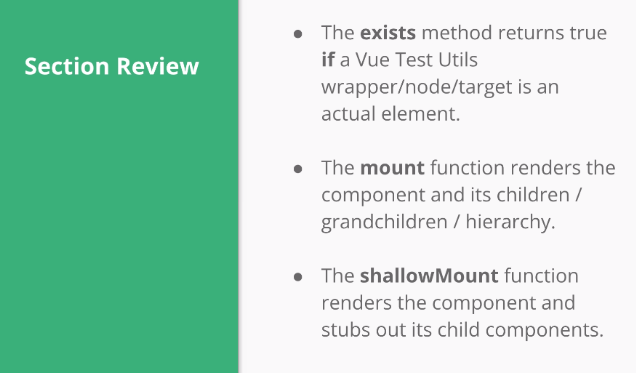 Section Review
● The exists method returns true
if a Vue Test Utils
wrapper/node/target is an
actual element.
● The mount function renders the
component and its children /
grandchildren / hierarchy.
● The shallowMount function
renders the component and
stubs out its child components.